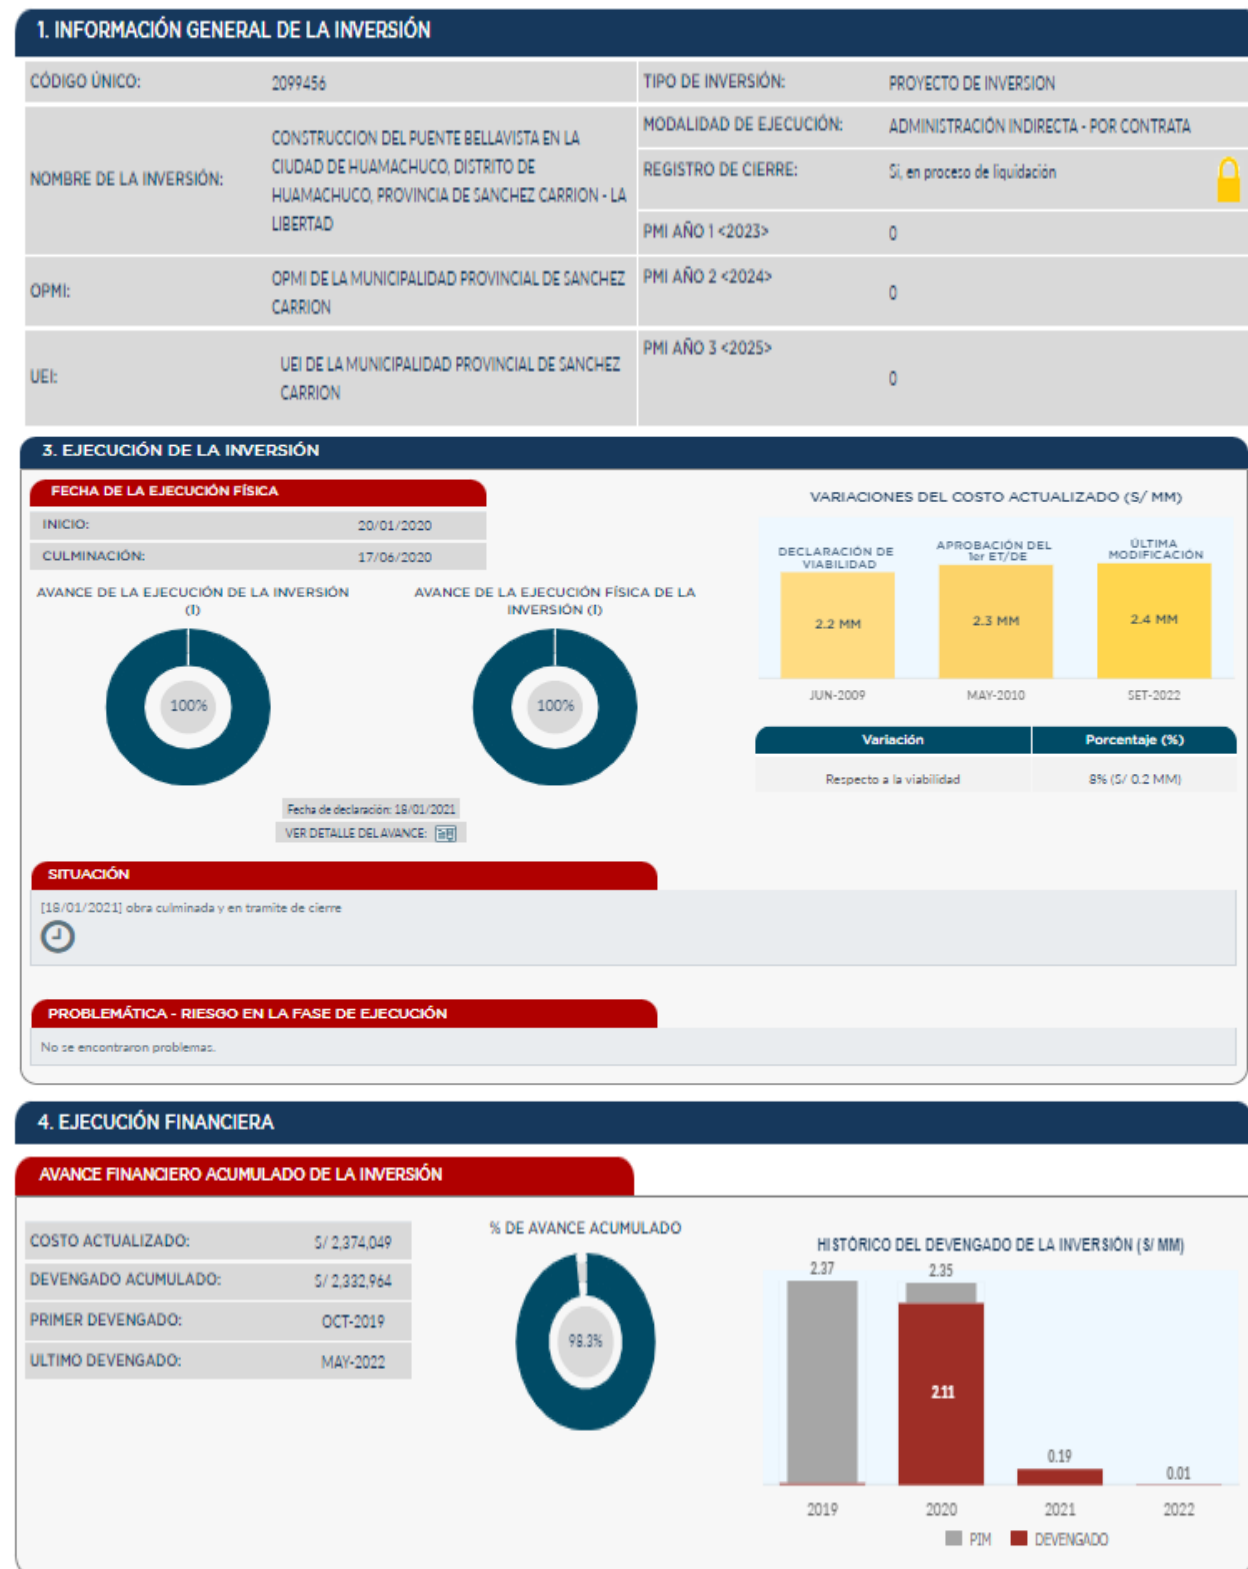 1. INFORMACIÓN GENERAL DE LA INVERSIÓN
CÓDIGO ÚNICO: 2099456
NOMBRE DE LA INVERSIÓN:
CONSTRUCCION DEL PUENTE BELLAVISTA EN LA
CIUDAD DE HUAMACHUCO, DISTRITO DE
HUAMACHUCO, PROVINCIA DE SANCHEZ CARRION - LA
LIBERTAD
OPMI:
OPMI DE LA MUNICIPALIDAD PROVINCIAL DE SANCHEZ
CARRION
UEI:
UEI DE LA MUNICIPALIDAD PROVINCIAL DE SANCHEZ
CARRION
TIPO DE INVERSIÓN: PROYECTO DE INVERSION
MODALIDAD DE EJECUCIÓN: ADMINISTRACIÓN INDIRECTA - POR CONTRATA
REGISTRO DE CIERRE: Si, en proceso de liquidación
PMI AÑO 1 <2023> 0
PMI AÑO 2 <2024> 0
PMI AÑO 3 <2025> 0
3. EJECUCIÓN DE LA INVERSIÓN
FECHA DE LA EJECUCIÓN FÍSICA
INICIO: 20/01/2020
CULMINACIÓN: 17/06/2020
AVANCE DE LA EJECUCIÓN DE LA INVERSIÓN
(I)
100%
AVANCE DE LA EJECUCIÓN FÍSICA DE LA
INVERSIÓN (I)
100%
Fecha de declaración: 18/01/2021
VER DETALLE DEL AVANCE:
VARIACIONES DEL COSTO ACTUALIZADO (S/ MM)
DECLARACIÓN DE
VIABILIDAD
APROBACIÓN DEL
1er ET/DE
ÚLTIMA
MODIFICACIÓN
2.2 MM 2.3 MM 2.4 MM
JUN-2009 MAY-2010 SET-2022
Variación Porcentaje (%)
Respecto a la viabilidad 8% (S/ 0.2 MM)
SITUACIÓN
[18/01/2021] obra culminada y en tramite de cierre
PROBLEMÁTICA - RIESGO EN LA FASE DE EJECUCIÓN
No se encontraron problemas.
4. EJECUCIÓN FINANCIERA
AVANCE FINANCIERO ACUMULADO DE LA INVERSIÓN
COSTO ACTUALIZADO: S/ 2,374,049
DEVENGADO ACUMULADO: S/ 2,332,964
PRIMER DEVENGADO: OCT-2019
ULTIMO DEVENGADO: MAY-2022
% DE AVANCE ACUMULADO
98.3%
HISTÓRICO DEL DEVENGADO DE LA INVERSIÓN (S/ MM)
2.37 2.35
2.11
0.19
0.01
2019 2020 2021 2022
PIM DEVENGADO